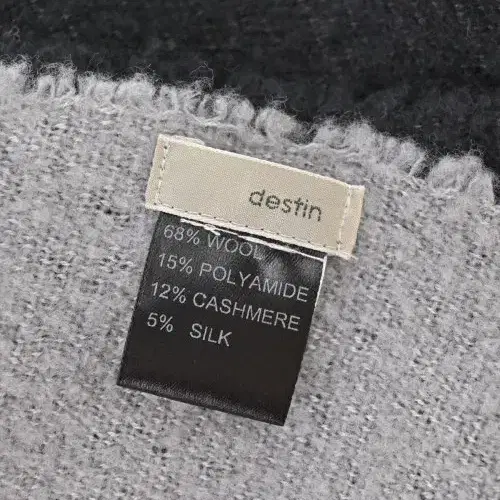 destin
68% WOOL
15% POLYAMIDE
12% CASHMERE
5% SILK